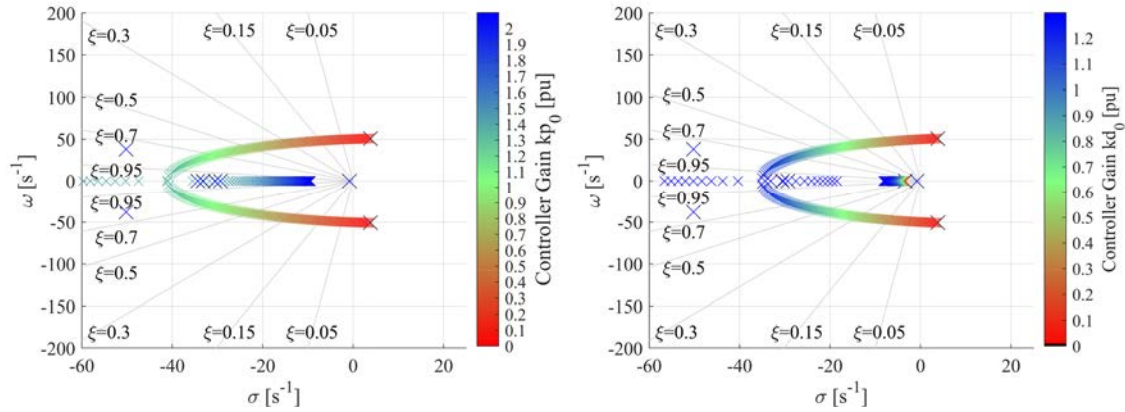 200
150
100
50
0
-50
-100
-150
-200
-60
-40
-20
0
20
ω [s⁻¹]
σ [s⁻¹]
ξ=0.3
ξ=0.15
ξ=0.05
ξ=0.5
ξ=0.7
ξ=0.95
ξ=0.95
ξ=0.7
ξ=0.5
ξ=0.3
ξ=0.15
ξ=0.05
2
1.9
1.8
1.7
1.6
1.5
1.4
1.3
1.2
1.1
1
0.9
0.8
0.7
0.6
0.5
0.4
0.3
0.2
0.1
0
Controller Gain kp₀ [pu]
200
150
100
50
0
-50
-100
-150
-200
-60
-40
-20
0
20
ω [s⁻¹]
σ [s⁻¹]
ξ=0.3
ξ=0.15
ξ=0.05
ξ=0.5
ξ=0.7
ξ=0.95
ξ=0.95
ξ=0.7
ξ=0.5
ξ=0.3
ξ=0.15
ξ=0.05
1.2
1.1
1
0.9
0.8
0.7
0.6
0.5
0.4
0.3
0.2
0.1
0
Controller Gain kd₀ [pu]